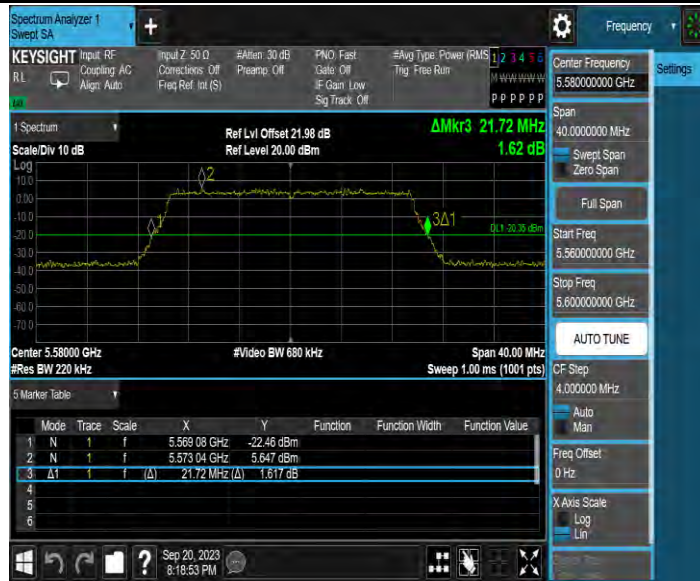 Spectrum Analyzer 1
Swept SA
+
Frequency
KEYSIGHT
RL
Input: RF
Coupling: AC
Align: Auto
Input Z: 50 Ω
Corrections: Off
Freq Ref: Int (S)
#Atten: 30 dB
Preamp: Off
PNO: Fast
Gate: Off
IF Gain: Low
Sig Track: Off
#Avg Type: Power (RMS
Trig: Free Run
1 2 3 4 5 6
M W W W W W
P P P P P P
1 Spectrum
Scale/Div 10 dB
Ref Lvl Offset 21.98 dB
Ref Level 20.00 dBm
ΔMkr3 21.72 MHz
1.62 dB
Log
10.0
0.00
-10.0
-20.0
-30.0
-40.0
-50.0
-60.0
-70.0
2
3Δ1
DL1 -20.35 dBm
Center 5.58000 GHz
#Res BW 220 kHz
#Video BW 680 kHz
Span 40.00 MHz
Sweep 1.00 ms (1001 pts)
5 Marker Table
Mode Trace Scale X Y Function Function Width Function Value
1 N 1 f 5.569 08 GHz -22.46 dBm
2 N 1 f 5.573 04 GHz 5.647 dBm
3 Δ1 1 f (Δ) 21.72 MHz (Δ) 1.617 dB
4
5
6
Sep 20, 2023
8:18:53 PM
Center Frequency
5.580000000 GHz
Settings
Span
40.0000000 MHz
Swept Span
Zero Span
Full Span
Start Freq
5.560000000 GHz
Stop Freq
5.600000000 GHz
AUTO TUNE
CF Step
4.000000 MHz
Auto
Man
Freq Offset
0 Hz
X Axis Scale
Log
Lin